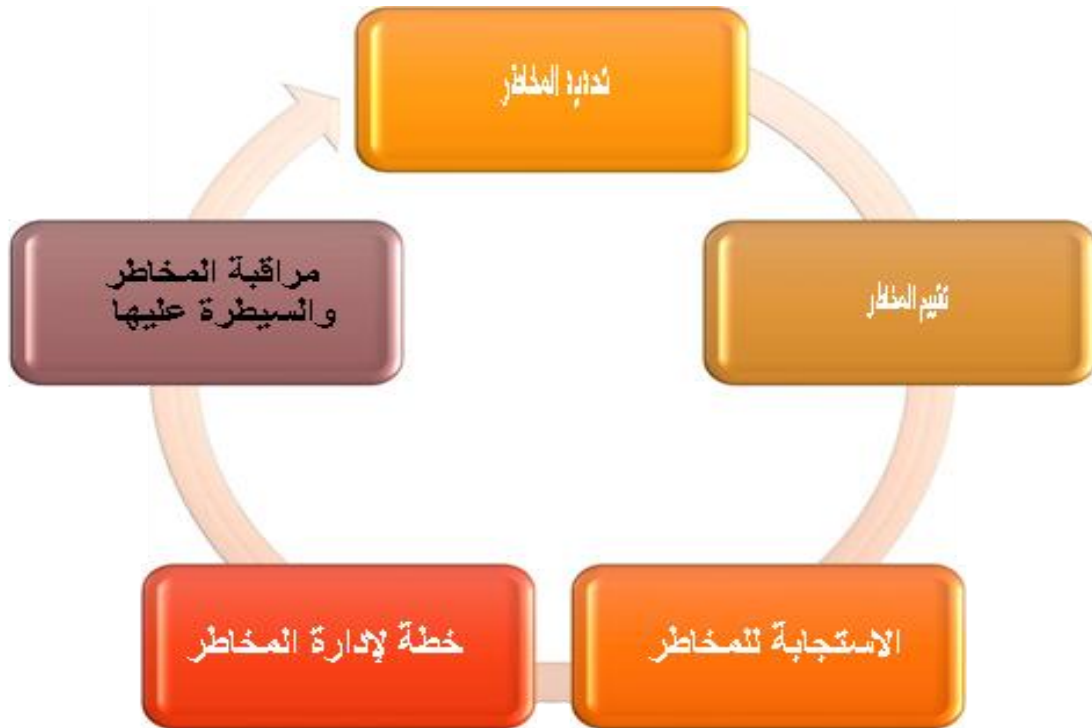 تحديد المخاطر
تقييم المخاطر
الاستجابة للمخاطر
خطة لإدارة المخاطر
مراقبة المخاطر
والسيطرة عليها